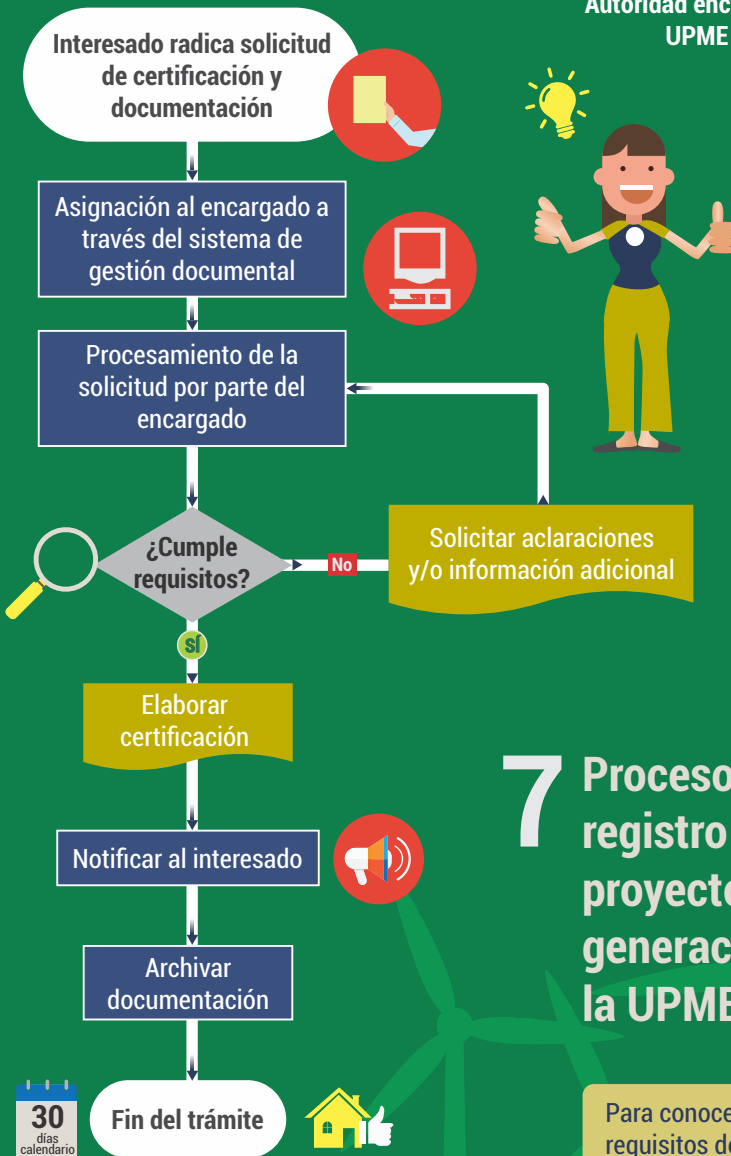 Autoridad enc
UPME
Interesado radica solicitud
de certificación y
documentación
Asignación al encargado a
través del sistema de
gestión documental
Procesamiento de la
solicitud por parte del
encargado
¿Cumple
requisitos?
No
Solicitar aclaraciones
y/o información adicional
SÍ
Elaborar
certificación
Notificar al interesado
Archivar
documentación
Fin del trámite
30
días
calendario
7
Proceso
registro
proyecto
generac
la UPME
Para conoce
requisitos de